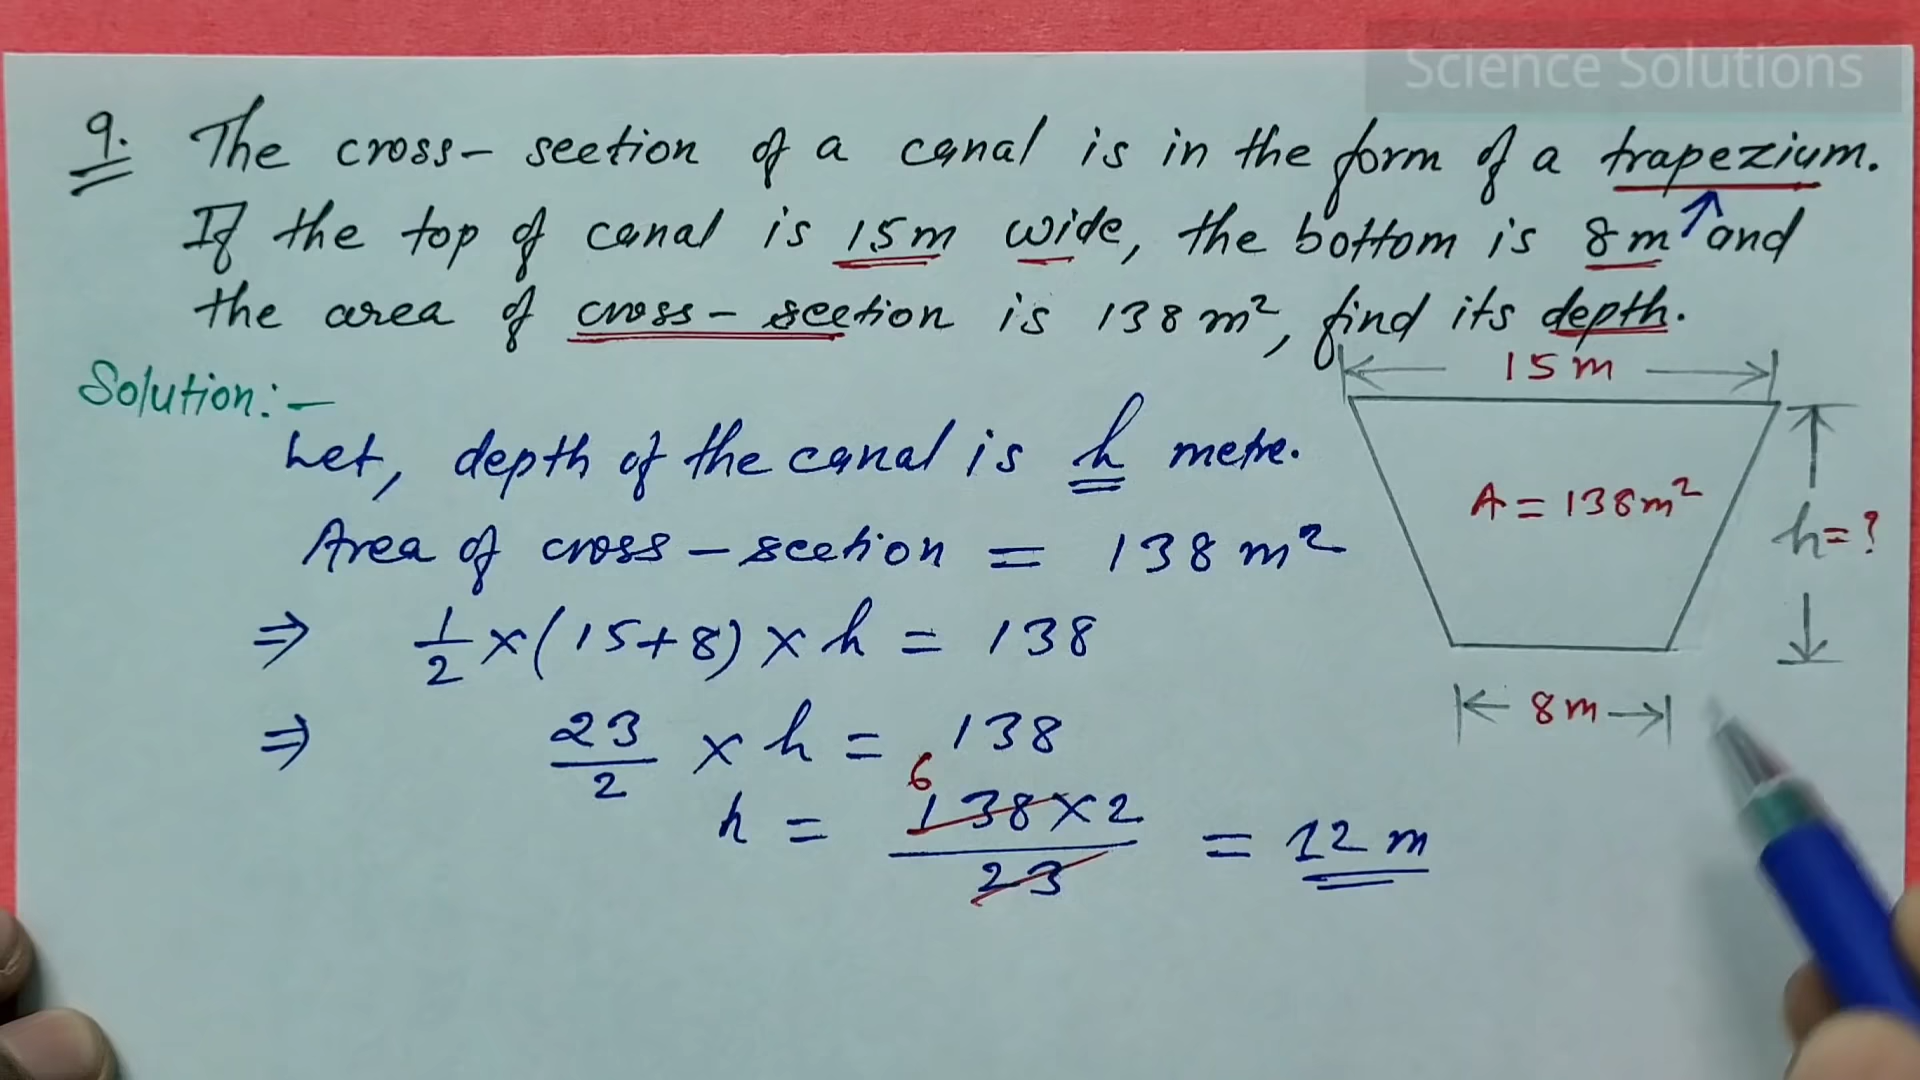 Science Solutions
9. The cross-section of a canal is in the form of a trapezium.
If the top of canal is 15m wide, the bottom is 8m and
the area of cross-section is 138 m², find its depth.
Solution:-
Let, depth of the canal is h metre.
Area of cross-section = 138 m²
⇒ 1/2 × (15+8) × h = 138
⇒ 23/2 × h = 138
h = 138×2/23 = 12 m
6
15m
A = 138m²
h=?
8m